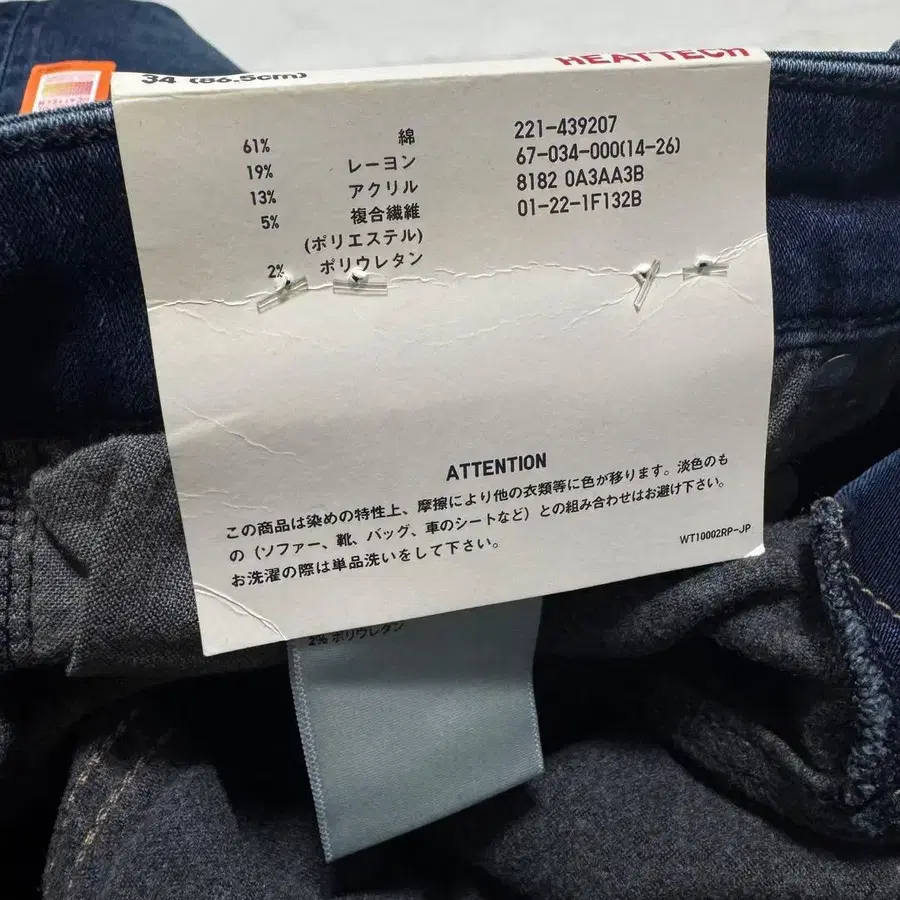 34 (86.5cm)
HEATTECH
61% 綿
19% レーヨン
13% アクリル
5% 複合繊維
(ポリエステル)
2% ポリウレタン
221-439207
67-034-000(14-26)
8182 0A3AA3B
01-22-1F132B
ATTENTION
この商品は染めの特性上、摩擦により他の衣類等に色が移ります。淡色のも
の（ソファー、靴、バッグ、車のシートなど）との組み合わせはお避け下さい。
お洗濯の際は単品洗いをして下さい。
WT10002RP-JP
2% ポリウレタン